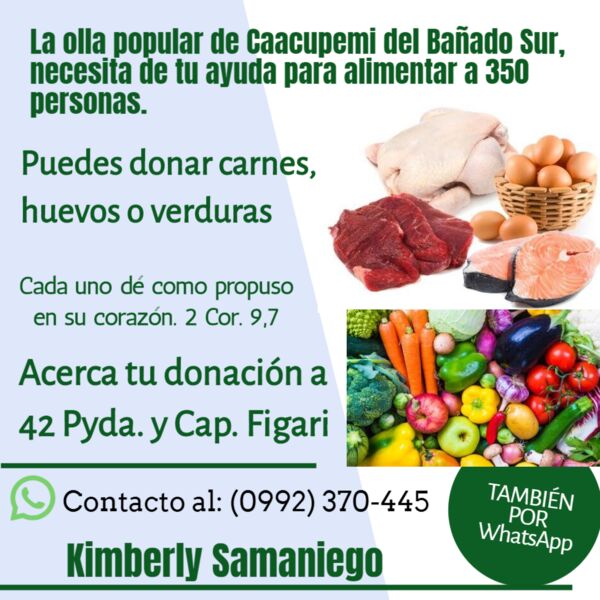 La olla popular de Caacupemi del Bañado Sur,
necesita de tu ayuda para alimentar a 350
personas.
Puedes donar carnes,
huevos o verduras
Cada uno dé como propuso
en su corazón. 2 Cor. 9,7
Acerca tu donación a
42 Pyda. y Cap. Figari
Contacto al: (0992) 370-445
TAMBIÉN
POR
WhatsApp
Kimberly Samaniego